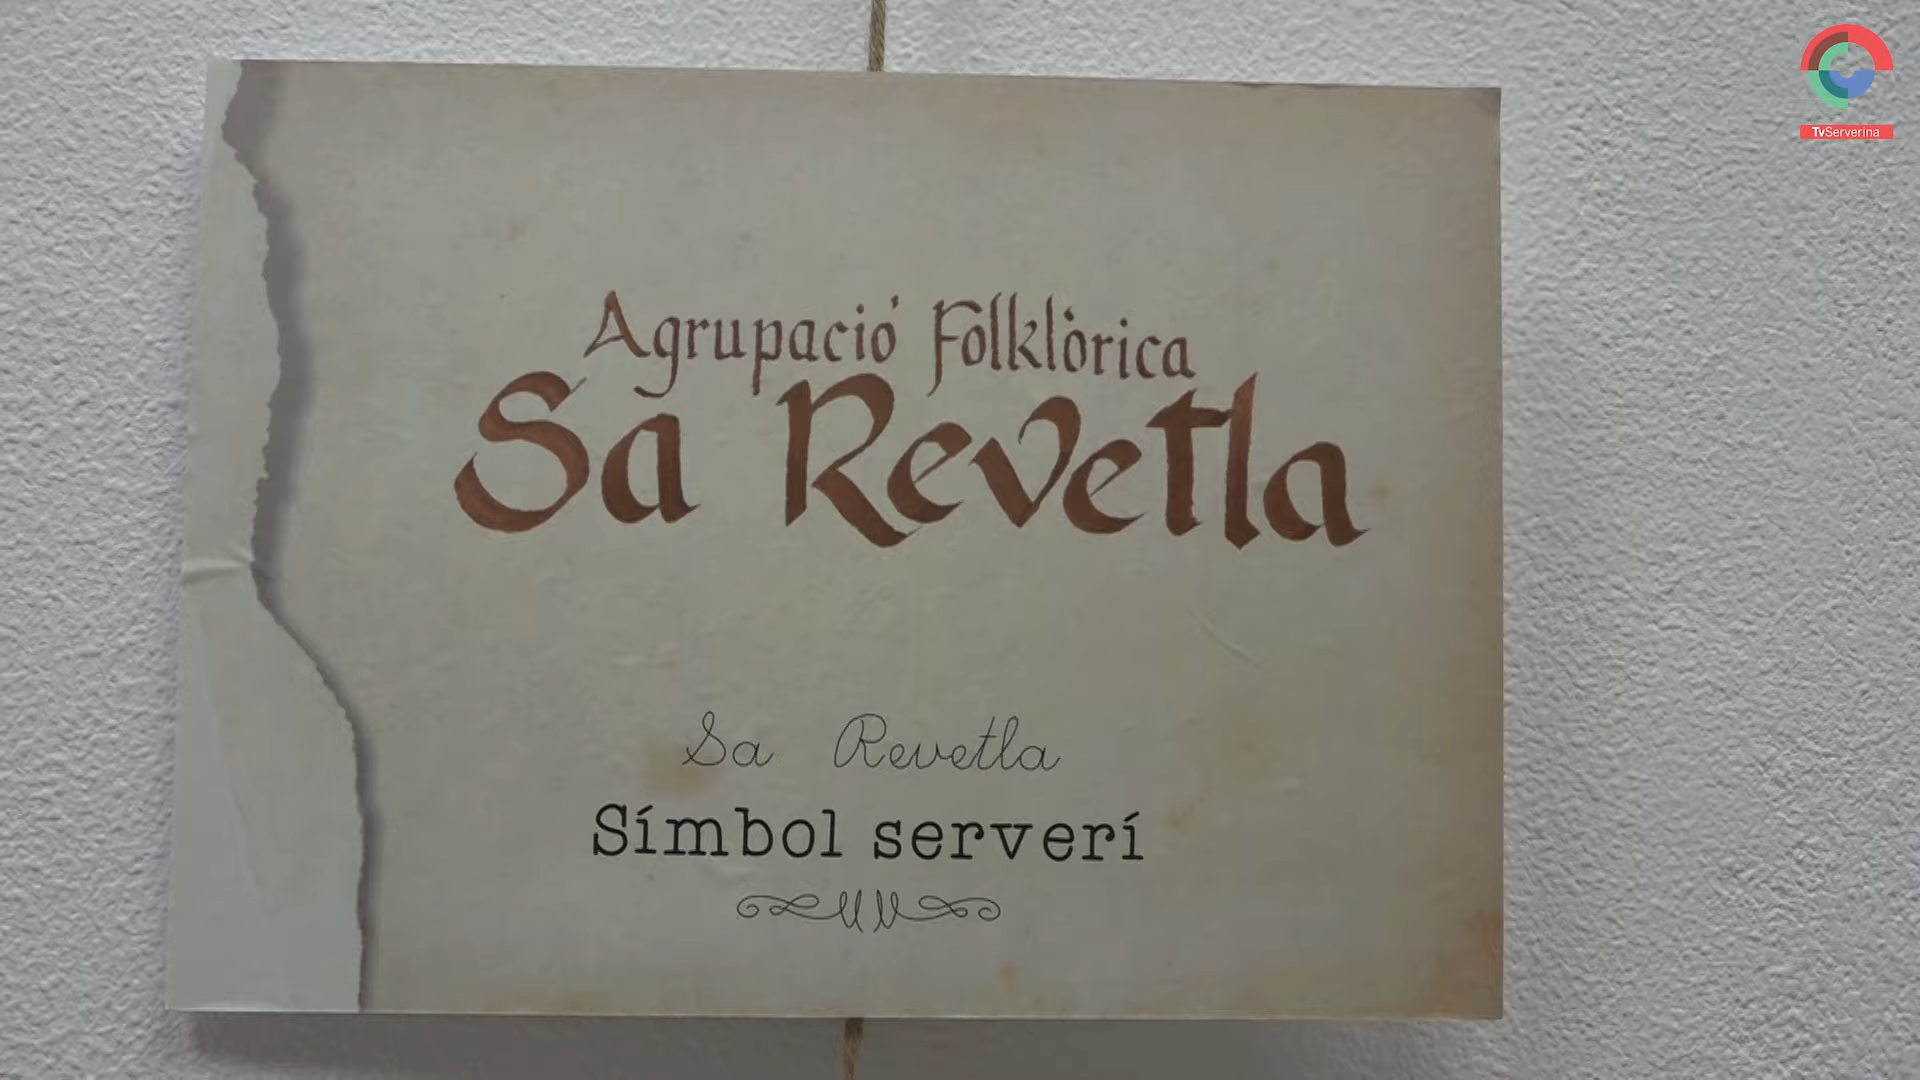 TvServerina
Agrupació Folklòrica
Sa Revetla
Sa Revetla
Símbol serverí